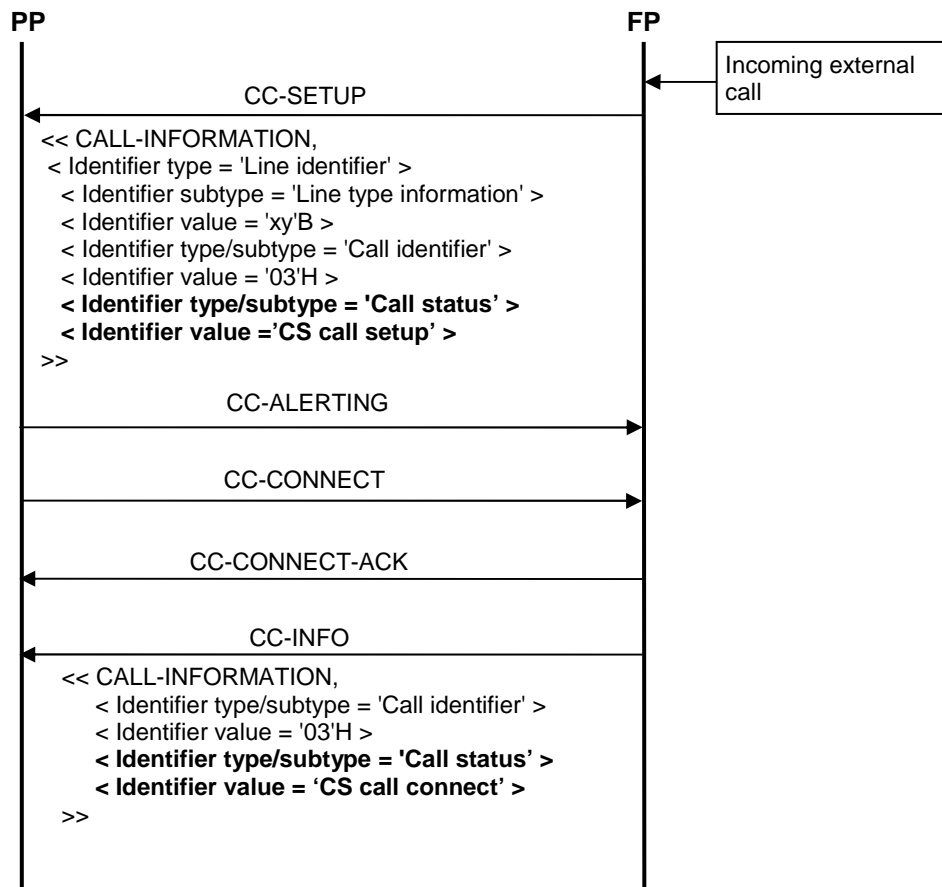 PP
FP
Incoming external
call
CC-SETUP
<< CALL-INFORMATION,
< Identifier type = 'Line identifier' >
< Identifier subtype = 'Line type information' >
< Identifier value = 'xy'B >
< Identifier type/subtype = 'Call identifier' >
< Identifier value = '03'H >
< Identifier type/subtype = 'Call status’ >
< Identifier value =’CS call setup’ >
>>
CC-ALERTING
CC-CONNECT
CC-CONNECT-ACK
CC-INFO
<< CALL-INFORMATION,
< Identifier type/subtype = 'Call identifier' >
< Identifier value = '03'H >
< Identifier type/subtype = 'Call status’ >
< Identifier value = ‘CS call connect’ >
>>